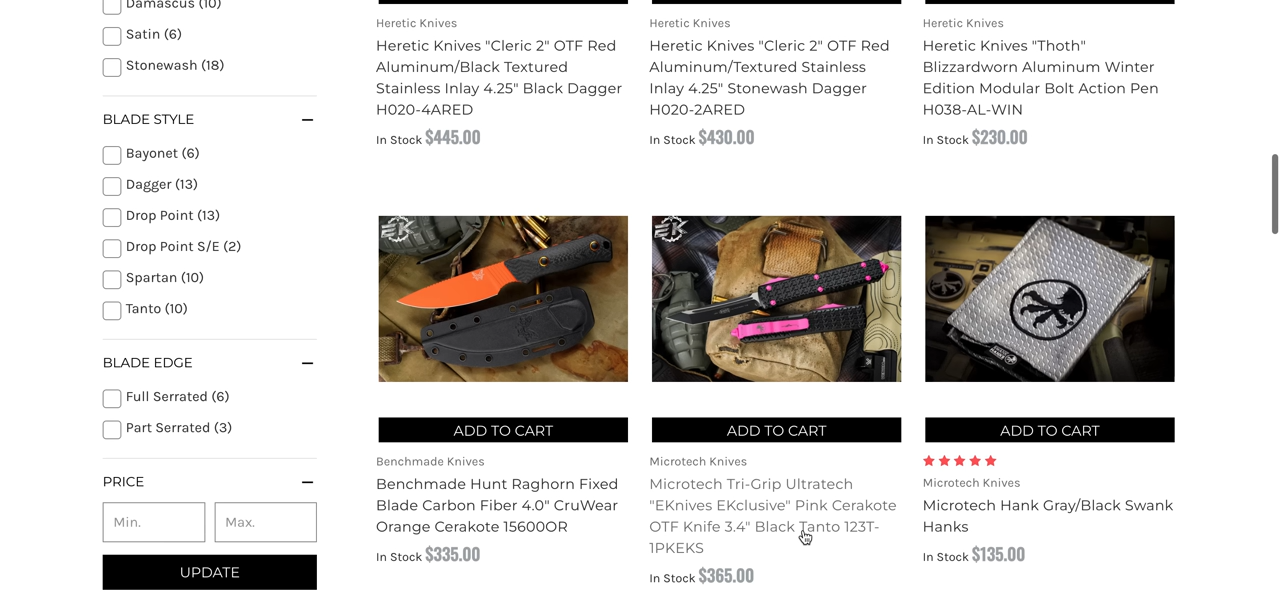 Damascus (10)
Satin (6)
Stonewash (18)
BLADE STYLE
Bayonet (6)
Dagger (13)
Drop Point (13)
Drop Point S/E (2)
Spartan (10)
Tanto (10)
BLADE EDGE
Full Serrated (6)
Part Serrated (3)
PRICE
Min.
Max.
UPDATE
Heretic Knives
Heretic Knives "Cleric 2" OTF Red
Aluminum/Black Textured
Stainless Inlay 4.25" Black Dagger
H020-4ARED
In Stock $445.00
Heretic Knives
Heretic Knives "Cleric 2" OTF Red
Aluminum/Textured Stainless
Inlay 4.25" Stonewash Dagger
H020-2ARED
In Stock $430.00
Heretic Knives
Heretic Knives "Thoth"
Blizzardworn Aluminum Winter
Edition Modular Bolt Action Pen
H038-AL-WIN
In Stock $230.00
EK
ADD TO CART
Benchmade Knives
Benchmade Hunt Raghorn Fixed
Blade Carbon Fiber 4.0" CruWear
Orange Cerakote 15600OR
In Stock $335.00
EK
ADD TO CART
Microtech Knives
Microtech Tri-Grip Ultratech
"EKnives EKclusive" Pink Cerakote
OTF Knife 3.4" Black Tanto 123T-
1PKEKS
In Stock $365.00
ADD TO CART
Microtech Knives
Microtech Hank Gray/Black Swank
Hanks
In Stock $135.00